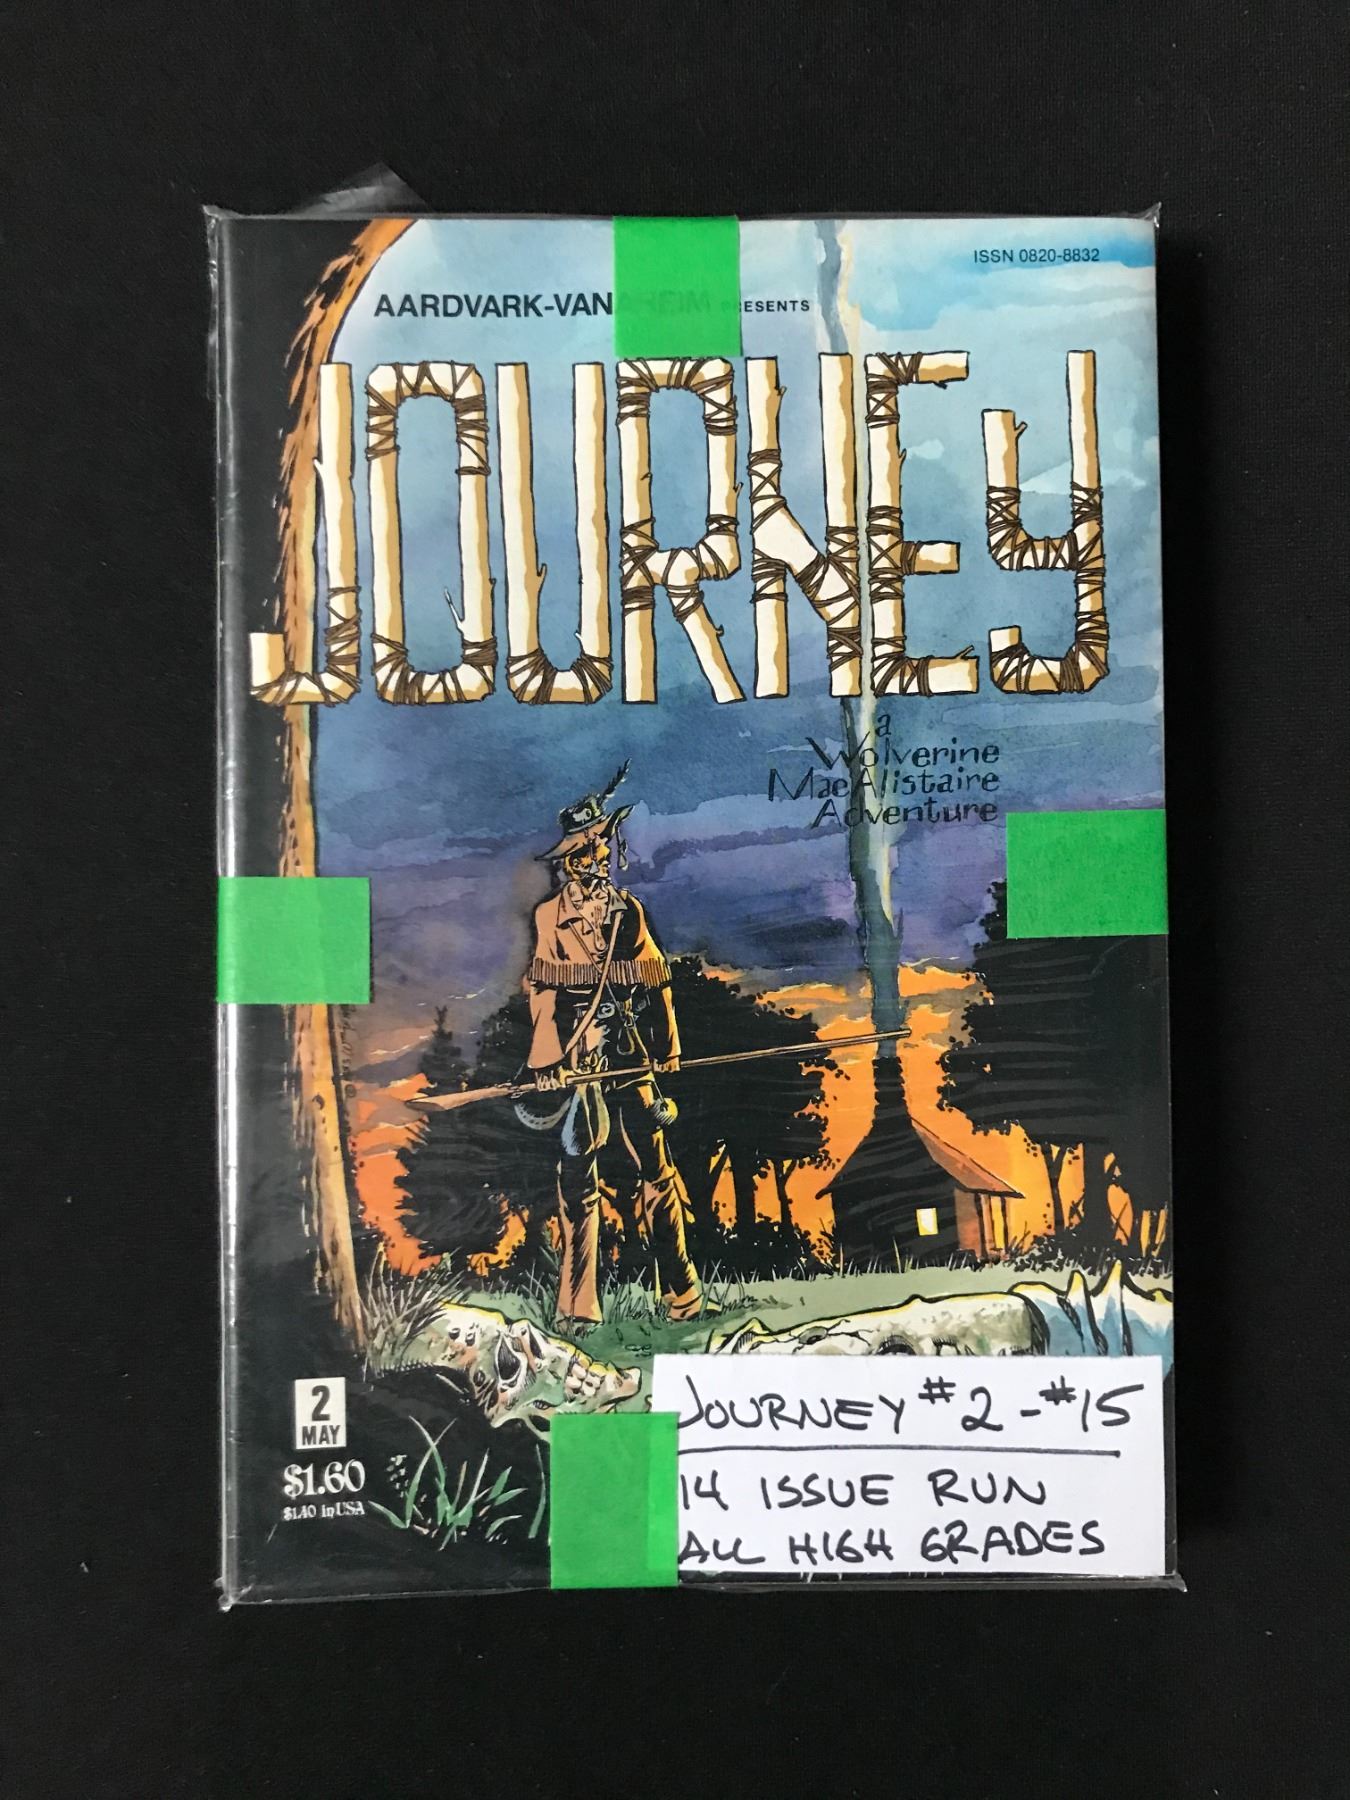 ISSN 0820-8832
AARDVARK-VANAHEIM PRESENTS
JOURNEY
a
Wolverine
MacAlistaire
Adventure
2
MAY
$1.60
$1.40 in USA
JOURNEY #2 - #15
14 ISSUE RUN
ALL HIGH GRADES